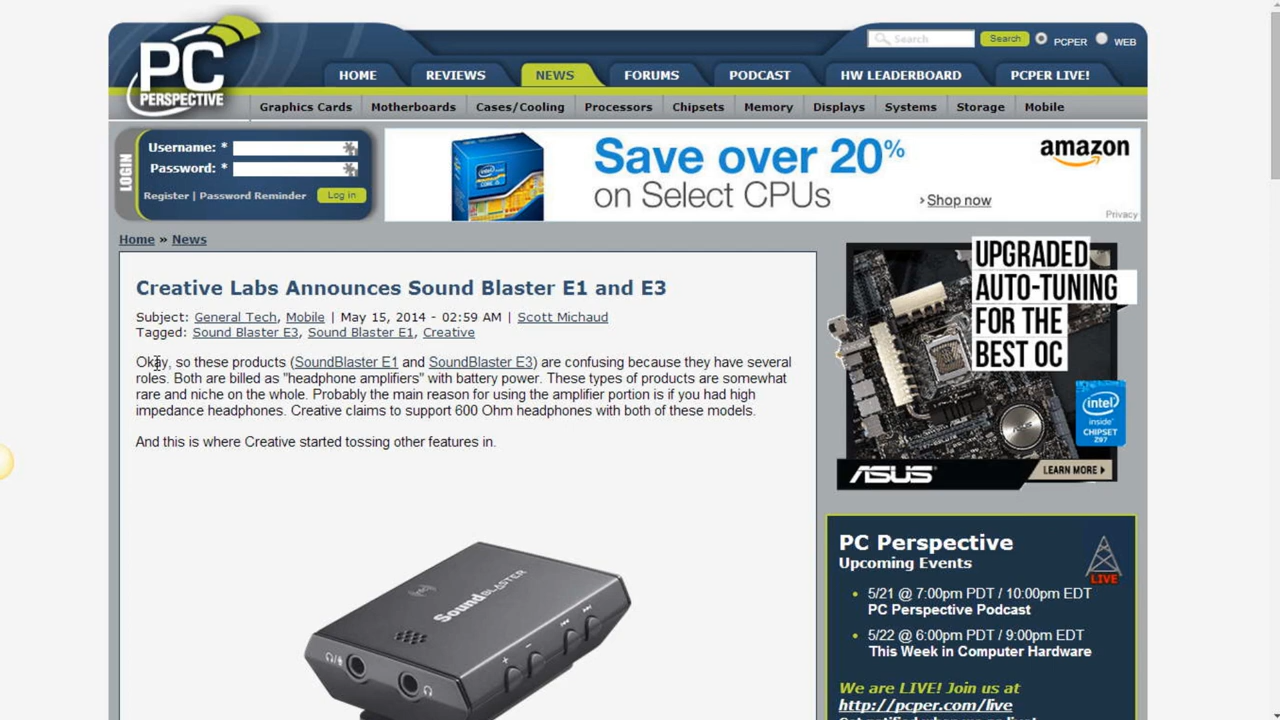 PC
PERSPECTIVE
Search
Search
PCPER
WEB
HOME
REVIEWS
NEWS
FORUMS
PODCAST
HW LEADERBOARD
PCPER LIVE!
Graphics Cards
Motherboards
Cases/Cooling
Processors
Chipsets
Memory
Displays
Systems
Storage
Mobile
LOGIN
Username: *
Password: *
Register | Password Reminder
Log in
Save over 20%
on Select CPUs
amazon
› Shop now
Privacy
Home » News
Creative Labs Announces Sound Blaster E1 and E3
Subject: General Tech, Mobile | May 15, 2014 - 02:59 AM | Scott Michaud
Tagged: Sound Blaster E3, Sound Blaster E1, Creative
Okay, so these products (SoundBlaster E1 and SoundBlaster E3) are confusing because they have several
roles. Both are billed as "headphone amplifiers" with battery power. These types of products are somewhat
rare and niche on the whole. Probably the main reason for using the amplifier portion is if you had high
impedance headphones. Creative claims to support 600 Ohm headphones with both of these models.
And this is where Creative started tossing other features in.
Sound BLASTER
UPGRADED
AUTO-TUNING
FOR THE
BEST OC
intel
inside
CHIPSET
Z97
ASUS
LEARN MORE
PC Perspective
Upcoming Events
LIVE
• 5/21 @ 7:00pm PDT / 10:00pm EDT
PC Perspective Podcast
• 5/22 @ 6:00pm PDT / 9:00pm EDT
This Week in Computer Hardware
We are LIVE! Join us at
http://pcper.com/live